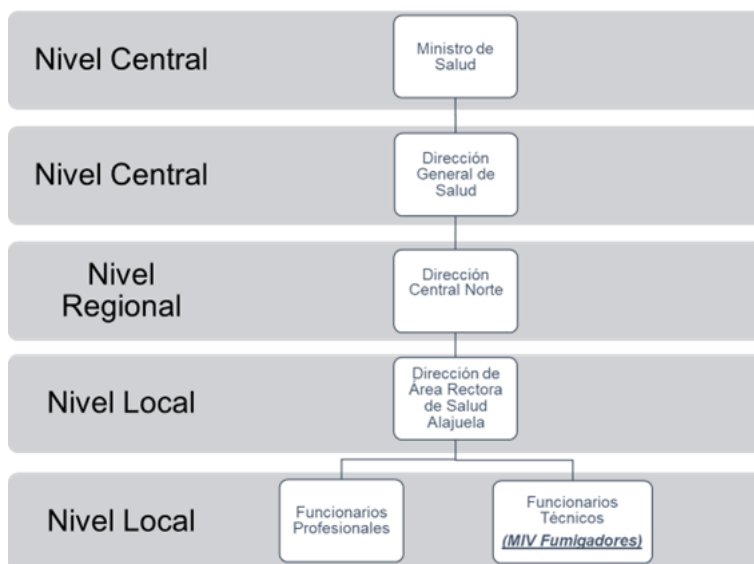 Nivel Central
Ministro de
Salud
Nivel Central
Dirección
General de
Salud
Nivel
Regional
Dirección
Central Norte
Nivel Local
Dirección de
Área Rectora
de Salud
Alajuela
Nivel Local
Funcionarios
Profesionales
Funcionarios
Técnicos
(MIV Fumigadores)